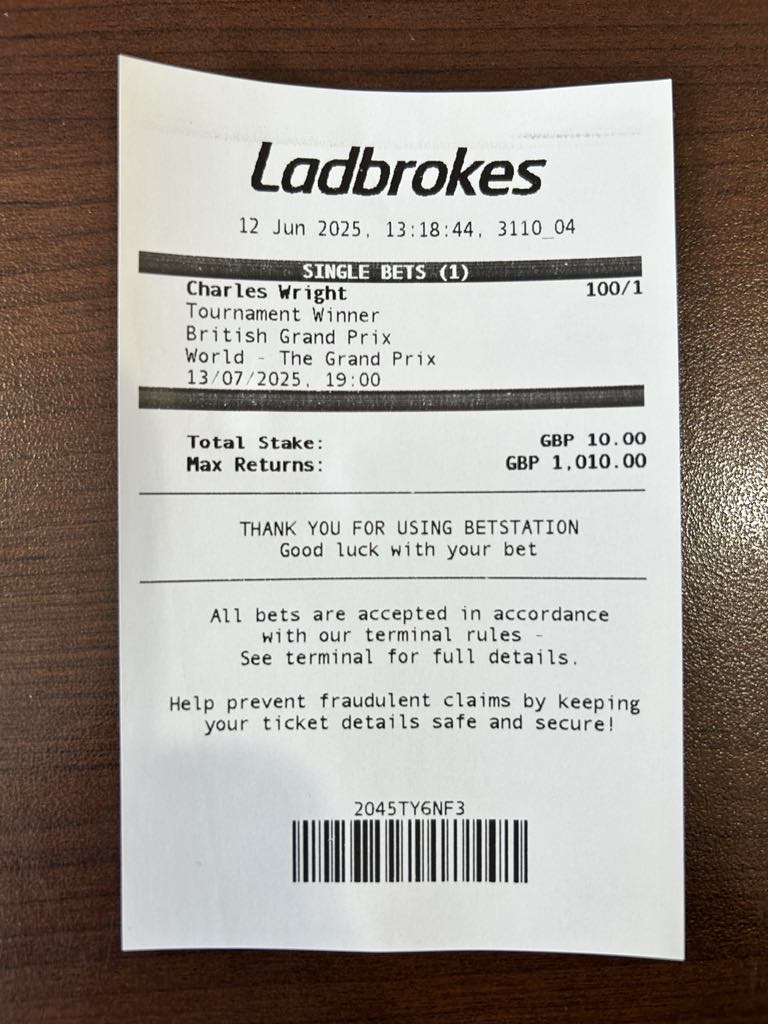 Ladbrokes
12 Jun 2025, 13:18:44, 3110_04
SINGLE BETS (1)
Charles Wright 100/1
Tournament Winner
British Grand Prix
World - The Grand Prix
13/07/2025, 19:00
Total Stake: GBP 10.00
Max Returns: GBP 1,010.00
THANK YOU FOR USING BETSTATION
Good luck with your bet
All bets are accepted in accordance
with our terminal rules -
See terminal for full details.
Help prevent fraudulent claims by keeping
your ticket details safe and secure!
2045TY6NF3